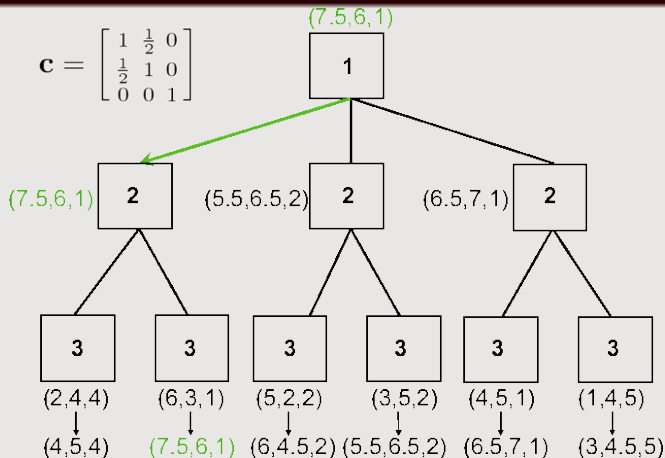 (7.5,6,1)
c = [ 1 1/2 0
1/2 1 0
0 0 1 ]
1
(7.5,6,1) 2 (5.5,6.5,2) 2 (6.5,7,1) 2
3 3 3 3 3 3
(2,4,4) (6,3,1) (5,2,2) (3,5,2) (4,5,1) (1,4,5)
(4,5,4) (7.5,6,1) (6,4.5,2) (5.5,6.5,2) (6.5,7,1) (3,4.5,5)